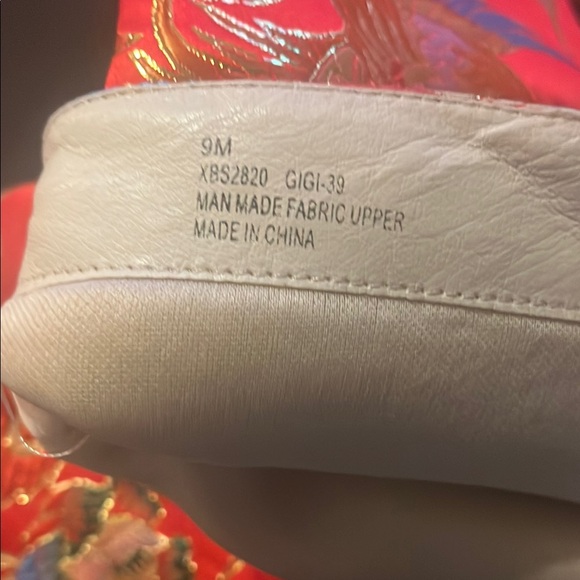 9M
XBS2820 GIGI-39
MAN MADE FABRIC UPPER
MADE IN CHINA